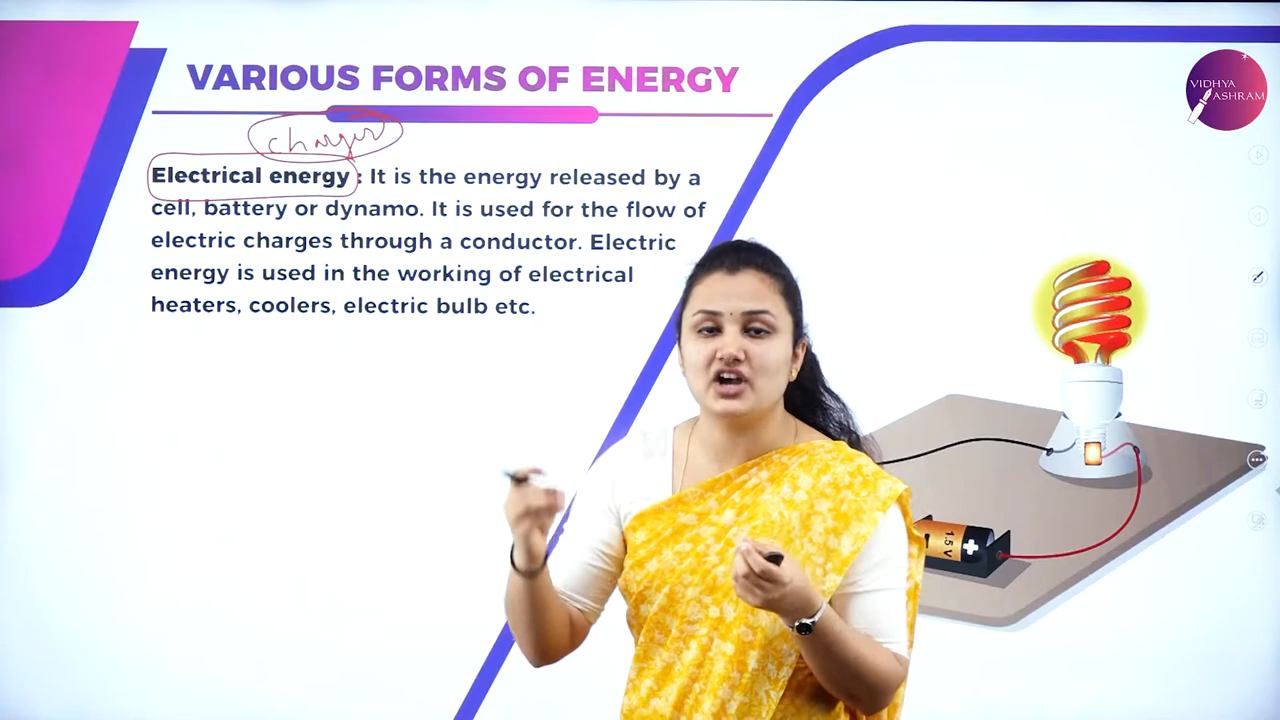 VARIOUS FORMS OF ENERGY
VIDHYA
ASHRAM
charges
Electrical energy : It is the energy released by a
cell, battery or dynamo. It is used for the flow of
electric charges through a conductor. Electric
energy is used in the working of electrical
heaters, coolers, electric bulb etc.
1.5 V